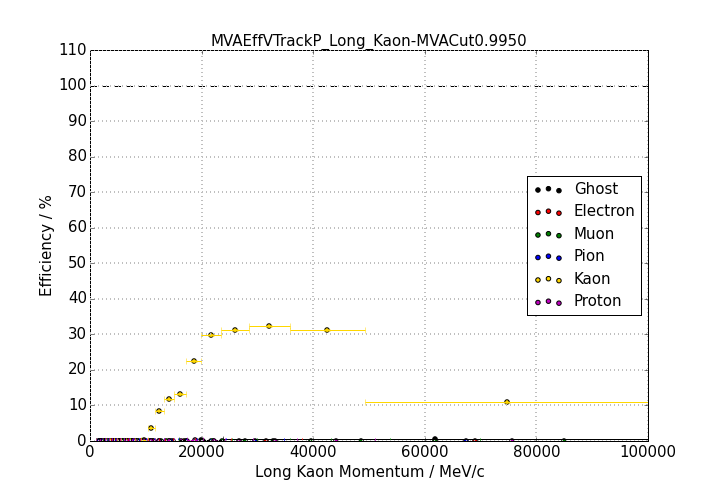 MVAEffVTrackP_Long_Kaon-MVACut0.9950
110
100
90
80
70
60
50
40
30
20
10
0
Efficiency / %
Ghost
Electron
Muon
Pion
Kaon
Proton
0 20000 40000 60000 80000 100000
Long Kaon Momentum / MeV/c